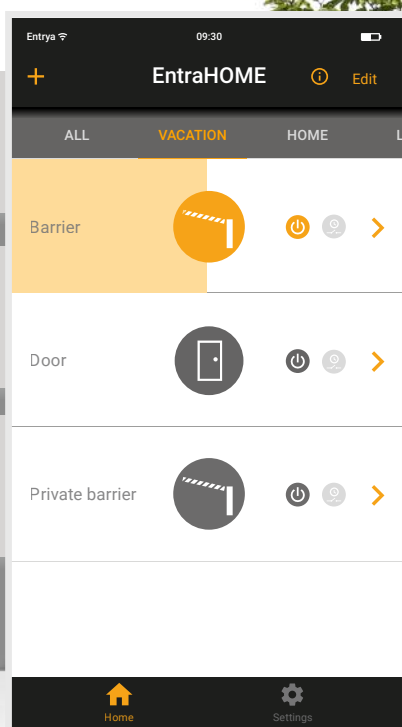 Entrya 09:30
EntraHOME Edit
ALL VACATION HOME L
Barrier
Door
Private barrier
Home Settings